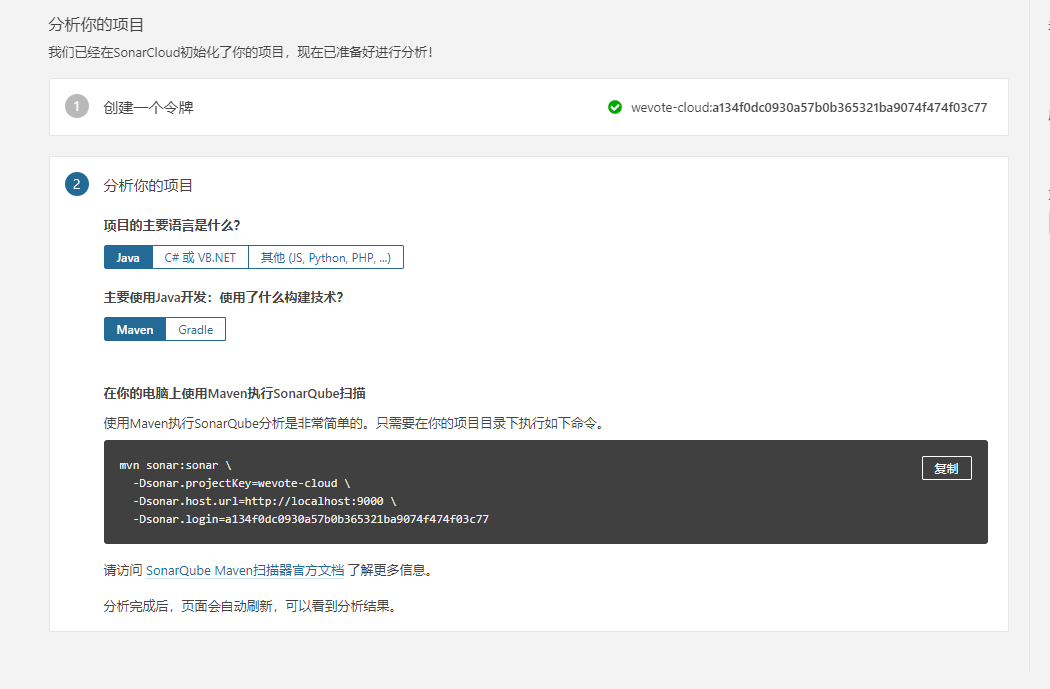 分析你的项目
我们已经在SonarCloud初始化了你的项目，现在已准备好进行分析!
1 创建一个令牌 wevote-cloud:a134f0dc0930a57b0b365321ba9074f474f03c77
2 分析你的项目
项目的主要语言是什么?
Java C# 或 VB.NET 其他 (JS, Python, PHP, ...)
主要使用Java开发：使用了什么构建技术?
Maven Gradle
在你的电脑上使用Maven执行SonarQube扫描
使用Maven执行SonarQube分析是非常简单的。只需要在你的项目目录下执行如下命令。
mvn sonar:sonar \ 复制
-Dsonar.projectKey=wevote-cloud \
-Dsonar.host.url=http://localhost:9000 \
-Dsonar.login=a134f0dc0930a57b0b365321ba9074f474f03c77
请访问 SonarQube Maven扫描器官方文档 了解更多信息。
分析完成后，页面会自动刷新，可以看到分析结果。